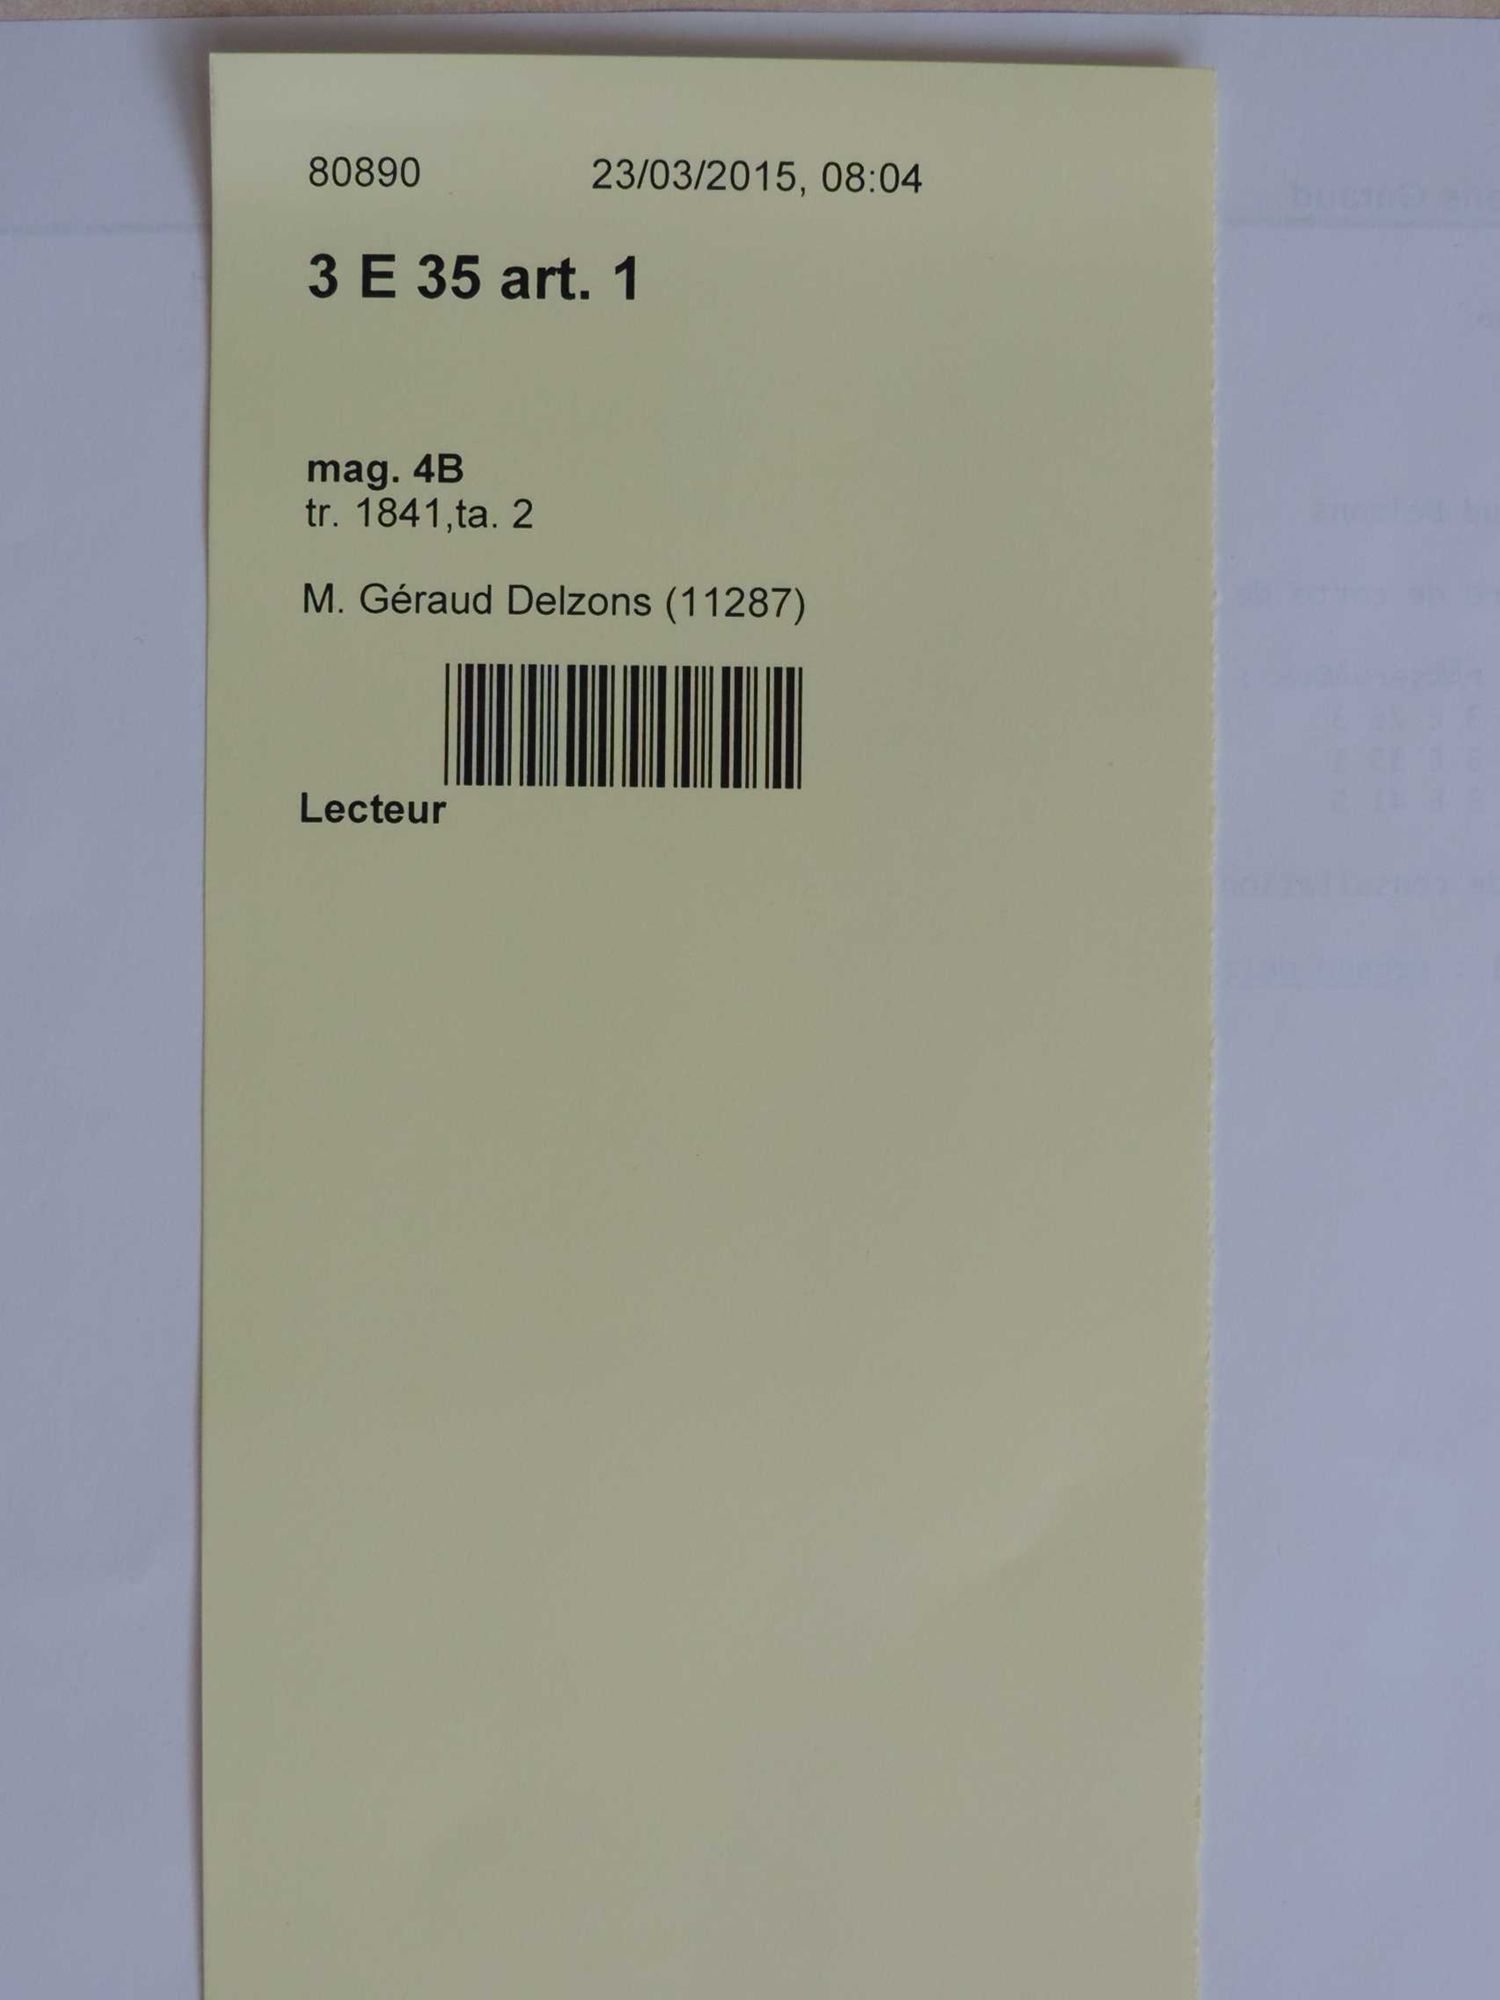 80890 23/03/2015, 08:04
3 E 35 art. 1
mag. 4B
tr. 1841,ta. 2
M. Géraud Delzons (11287)
Lecteur